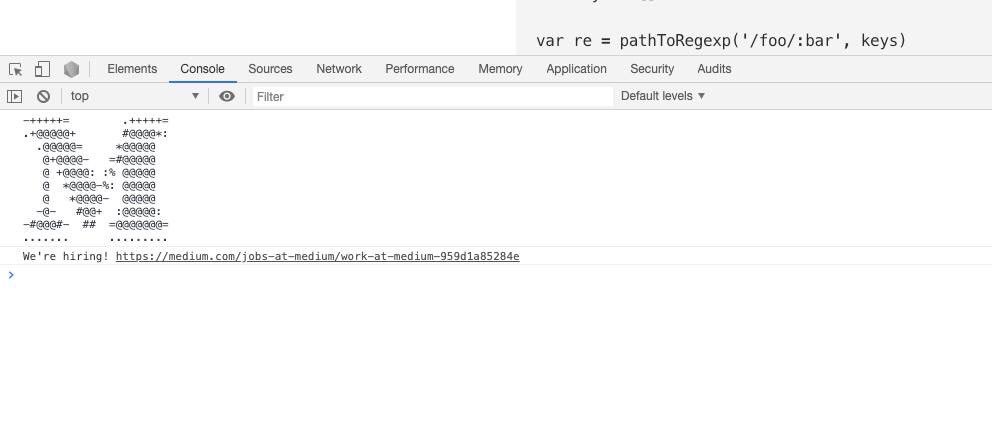 var re = pathToRegexp('/foo/:bar', keys)
Elements Console Sources Network Performance Memory Application Security Audits
top Filter Default levels
-+++++=        .+++++=
.+@@@@@+       #@@@@*:
  .@@@@@=     *@@@@@
   @+@@@@-   =#@@@@@
   @ +@@@@: :% @@@@@
   @  *@@@@-%: @@@@@
   @   *@@@@-  @@@@@
  -@-   #@@+  :@@@@@:
-#@@@#-  ##  =@@@@@@@=
.......      .........
We're hiring! https://medium.com/jobs-at-medium/work-at-medium-959d1a85284e